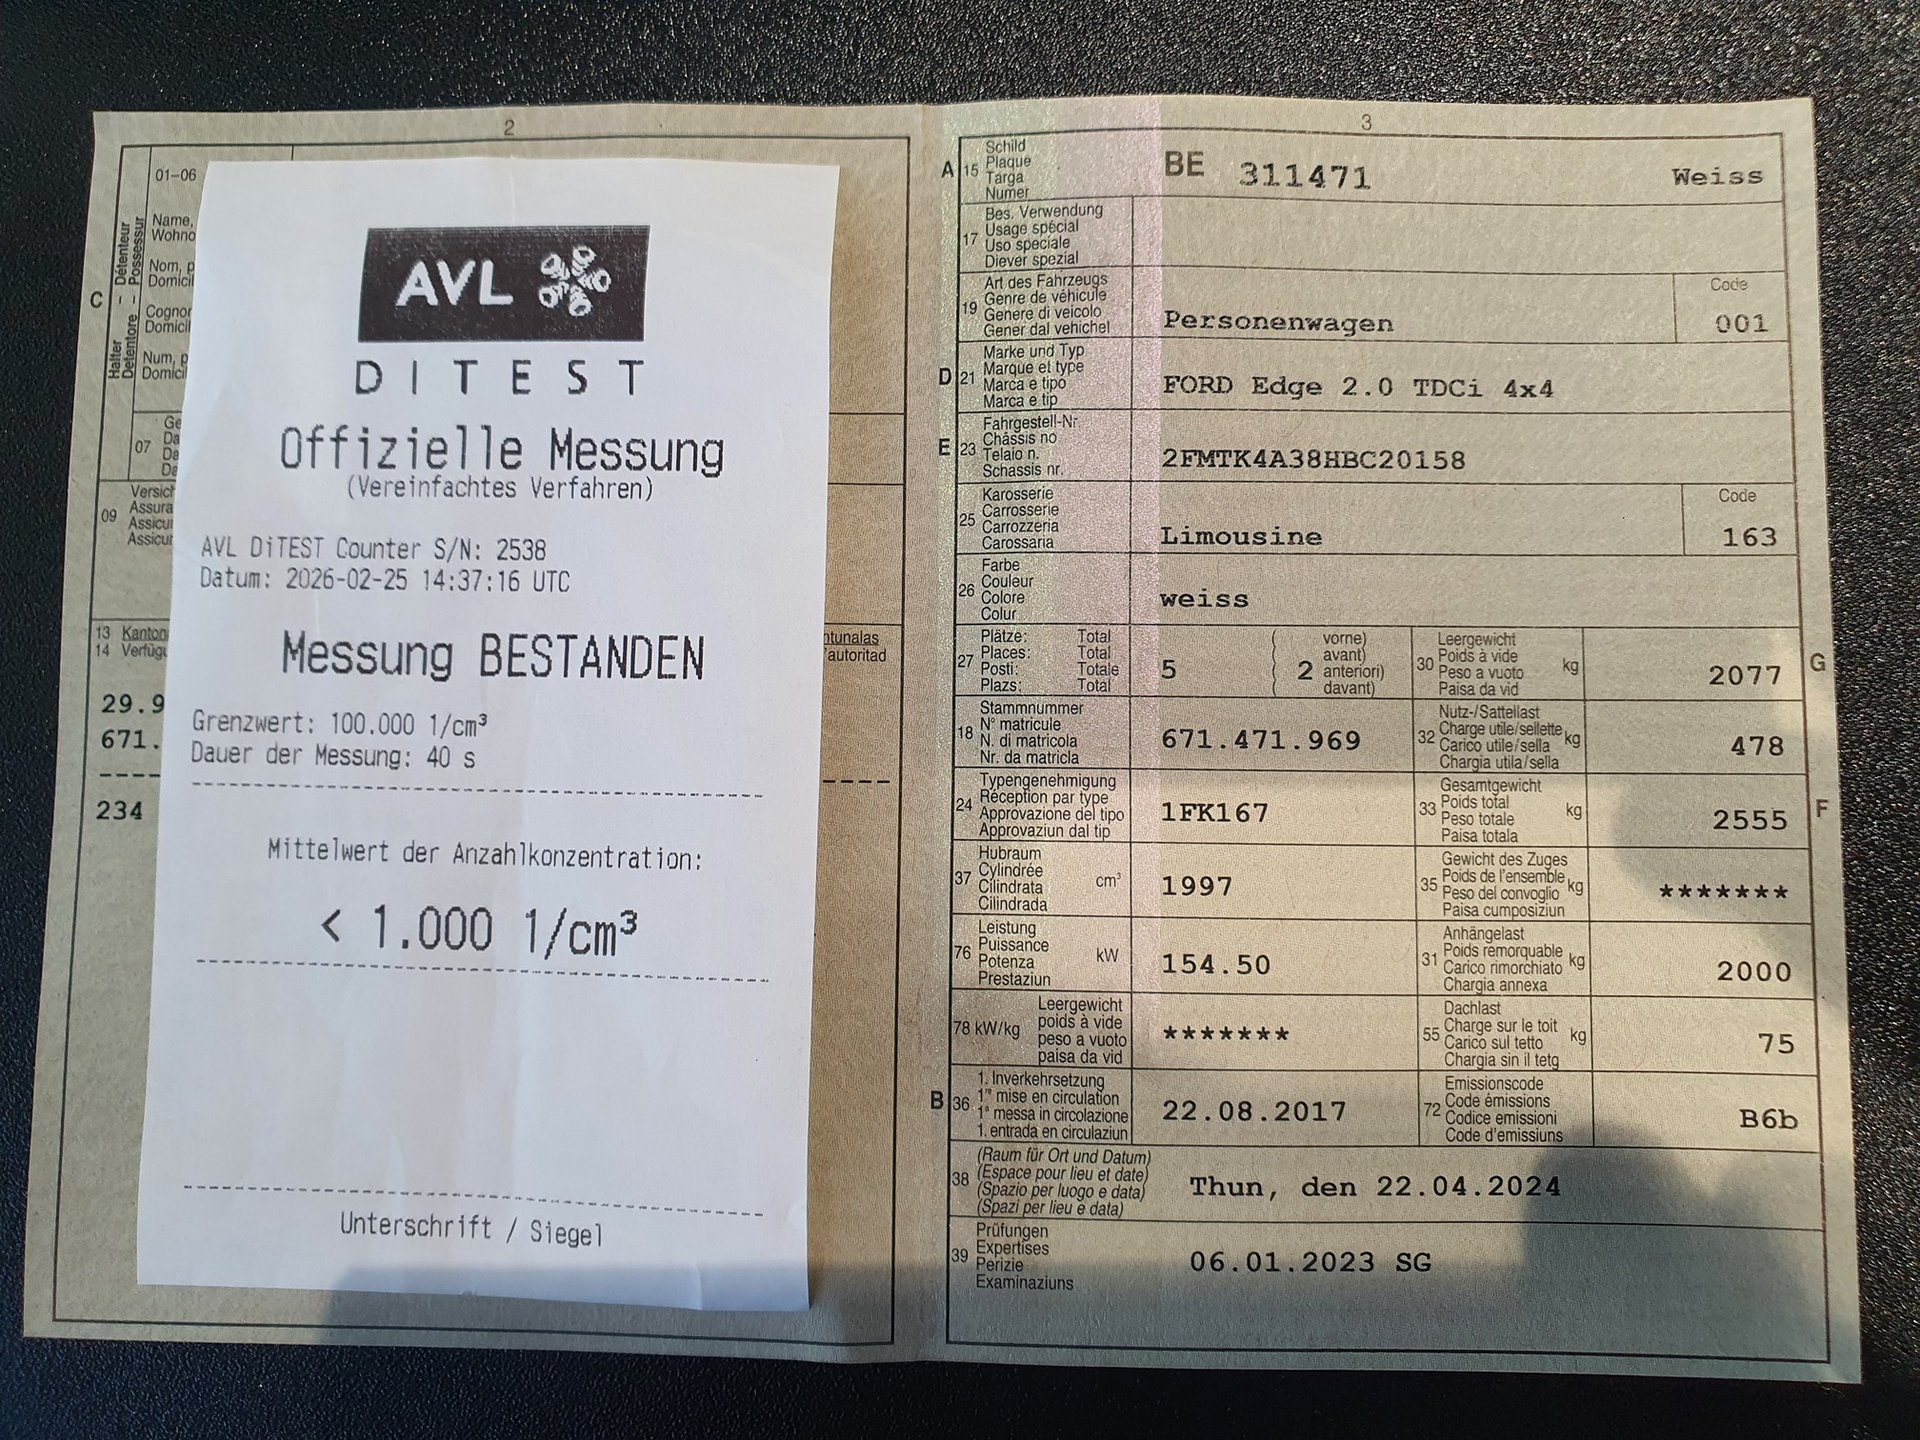 2
01-06
Name,
Wohno
Nom, p
Domicil
Cognor
Domicil
Num, p
Domicil
C
Halter - Détenteur
Detentore - Possessur
07
Ge
Da
Da
Da
09
Versich
Assura
Assicur
Assicur
13 Kanton
14 Verfügu
ntunalas
'autoritad
29.9
671.
234
AVL
DITEST
Offizielle Messung
(Vereinfachtes Verfahren)
AVL DiTEST Counter S/N: 2538
Datum: 2026-02-25 14:37:16 UTC
Messung BESTANDEN
Grenzwert: 100.000 1/cm³
Dauer der Messung: 40 s
Mittelwert der Anzahlkonzentration:
< 1.000 1/cm³
Unterschrift / Siegel
3
A 15 Schild
Plaque
Targa
Numer
BE 311471 Weiss
17 Bes. Verwendung
Usage spécial
Uso speciale
Diever spezial
19 Art des Fahrzeugs
Genre de véhicule
Genere di veicolo
Gener dal vehichel
Personenwagen
Code
001
D 21 Marke und Typ
Marque et type
Marca e tipo
Marca e tip
FORD Edge 2.0 TDCi 4x4
E 23 Fahrgestell-Nr.
Châssis no
Telaio n.
Schassis nr.
2FMTK4A38HBC20158
25 Karosserie
Carrosserie
Carrozzeria
Carossaria
Limousine
Code
163
26 Farbe
Couleur
Colore
Colur
weiss
27 Plätze: Total
Places: Total
Posti: Totale
Plazs: Total
5
( vorne)
( avant)
( 2 anteriori)
( davant)
30 Leergewicht
Poids à vide
Peso a vuoto
Paisa da vid
kg
2077
G
18 Stammnummer
N° matricule
N. di matricola
Nr. da matricla
671.471.969
32 Nutz-/Sattellast
Charge utile/sellette
Carico utile/sella
Chargia utila/sella
kg
478
24 Typengenehmigung
Réception par type
Approvazione del tipo
Approvaziun dal tip
1FK167
33 Gesamtgewicht
Poids total
Peso totale
Paisa totala
kg
2555
F
37 Hubraum
Cylindrée
Cilindrata
Cilindrada
cm³
1997
35 Gewicht des Zuges
Poids de l'ensemble
Peso del convoglio
Paisa cumposiziun
kg
*******
76 Leistung
Puissance
Potenza
Prestaziun
kW
154.50
31 Anhängelast
Poids remorquable
Carico rimorchiato
Chargia annexa
kg
2000
78 kW/kg
Leergewicht
poids à vide
peso a vuoto
paisa da vid
*******
55 Dachlast
Charge sur le toit
Carico sul tetto
Chargia sin il tetg
kg
75
B 36 1. Inverkehrsetzung
1re mise en circulation
1a messa in circolazione
1. entrada en circulaziun
22.08.2017
72 Emissionscode
Code émissions
Codice emissioni
Code d'emissiuns
B6b
38 (Raum für Ort und Datum)
(Espace pour lieu et date)
(Spazio per luogo e data)
(Spazi per lieu e data)
Thun, den 22.04.2024
39 Prüfungen
Expertises
Perizie
Examinaziuns
06.01.2023 SG